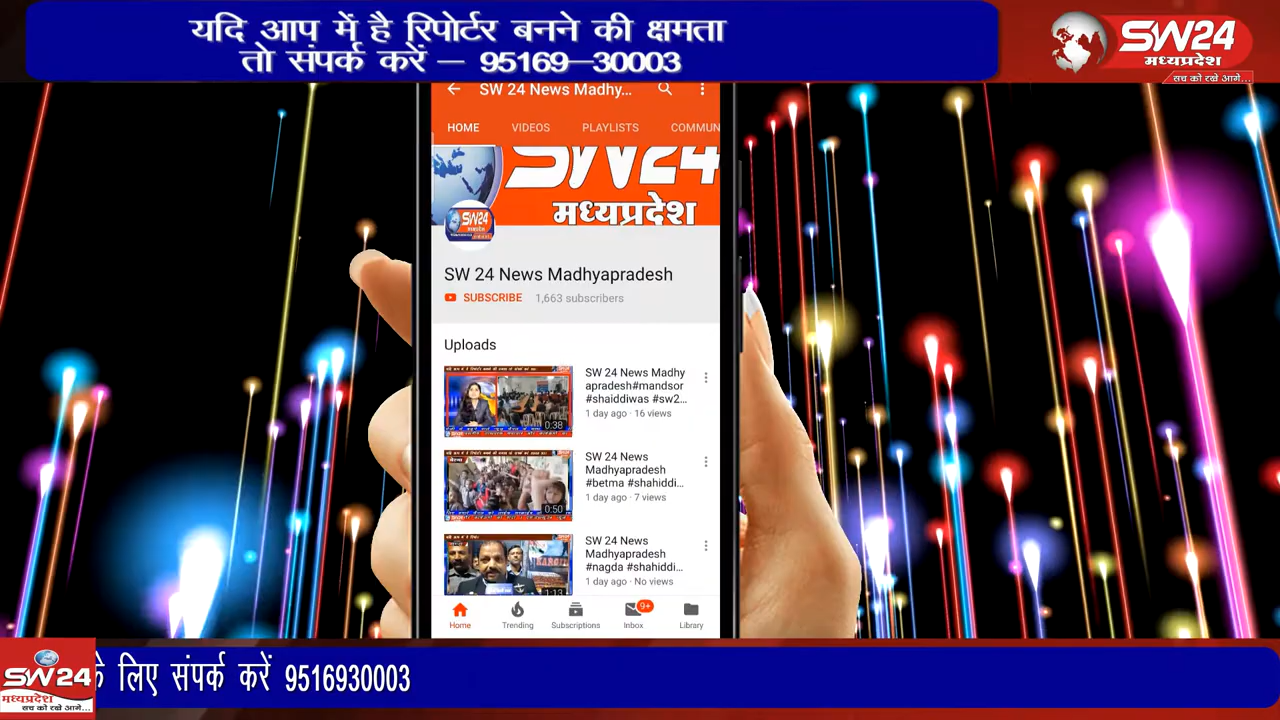 यदि आप में है रिपोर्टर बनने की क्षमता
तो संपर्क करें – 95169–30003
SW24
मध्यप्रदेश
सच को रखे आगे...
SW 24 News Madhy...
HOME VIDEOS PLAYLISTS COMMUN
SW24
मध्यप्रदेश
SW24
SW 24 News Madhyapradesh
SUBSCRIBE 1,663 subscribers
Uploads
SW 24 News Madhy
apradesh#mandsor
#shaiddiwas #sw2...
1 day ago · 16 views
0:38
SW 24 News
Madhyapradesh
#betma #shahiddi...
1 day ago · 7 views
0:50
SW 24 News
Madhyapradesh
#nagda #shahiddi...
1 day ago · No views
1:13
9+
Home Trending Subscriptions Inbox Library
SW24
मध्यप्रदेश
सच को रखे आगे...
के लिए संपर्क करें 9516930003